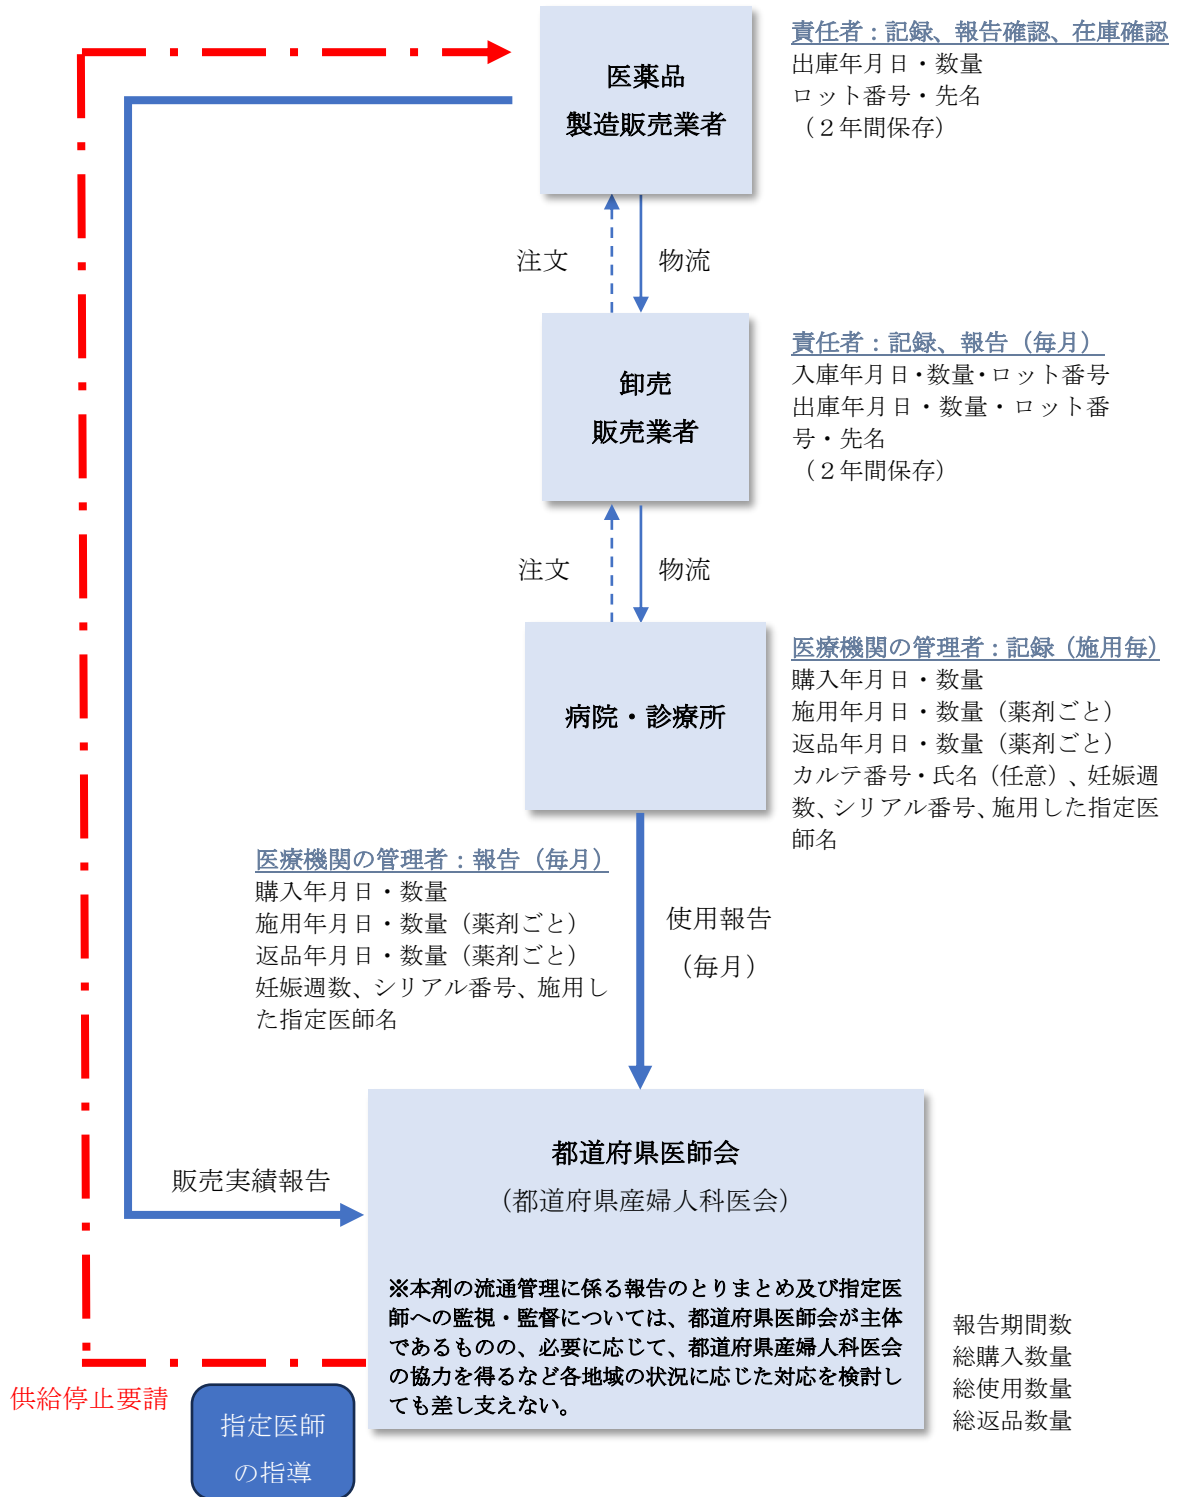 責任者：記録、報告確認、在庫確認
出庫年月日・数量
ロット番号・先名
（２年間保存）
医薬品
製造販売業者
注文
物流
責任者：記録、報告（毎月）
入庫年月日・数量・ロット番号
出庫年月日・数量・ロット番
号・先名
（２年間保存）
卸売
販売業者
注文
物流
医療機関の管理者：記録（施用毎）
購入年月日・数量
施用年月日・数量（薬剤ごと）
返品年月日・数量（薬剤ごと）
カルテ番号・氏名（任意）、妊娠週
数、シリアル番号、施用した指定医
師名
病院・診療所
医療機関の管理者：報告（毎月）
購入年月日・数量
施用年月日・数量（薬剤ごと）
返品年月日・数量（薬剤ごと）
妊娠週数、シリアル番号、施用し
た指定医師名
使用報告
（毎月）
販売実績報告
都道府県医師会
（都道府県産婦人科医会）
※本剤の流通管理に係る報告のとりまとめ及び指定医
師への監視・監督については、都道府県医師会が主体
であるものの、必要に応じて、都道府県産婦人科医会
の協力を得るなど各地域の状況に応じた対応を検討し
ても差し支えない。
報告期間数
総購入数量
総使用数量
総返品数量
供給停止要請
指定医師
の指導